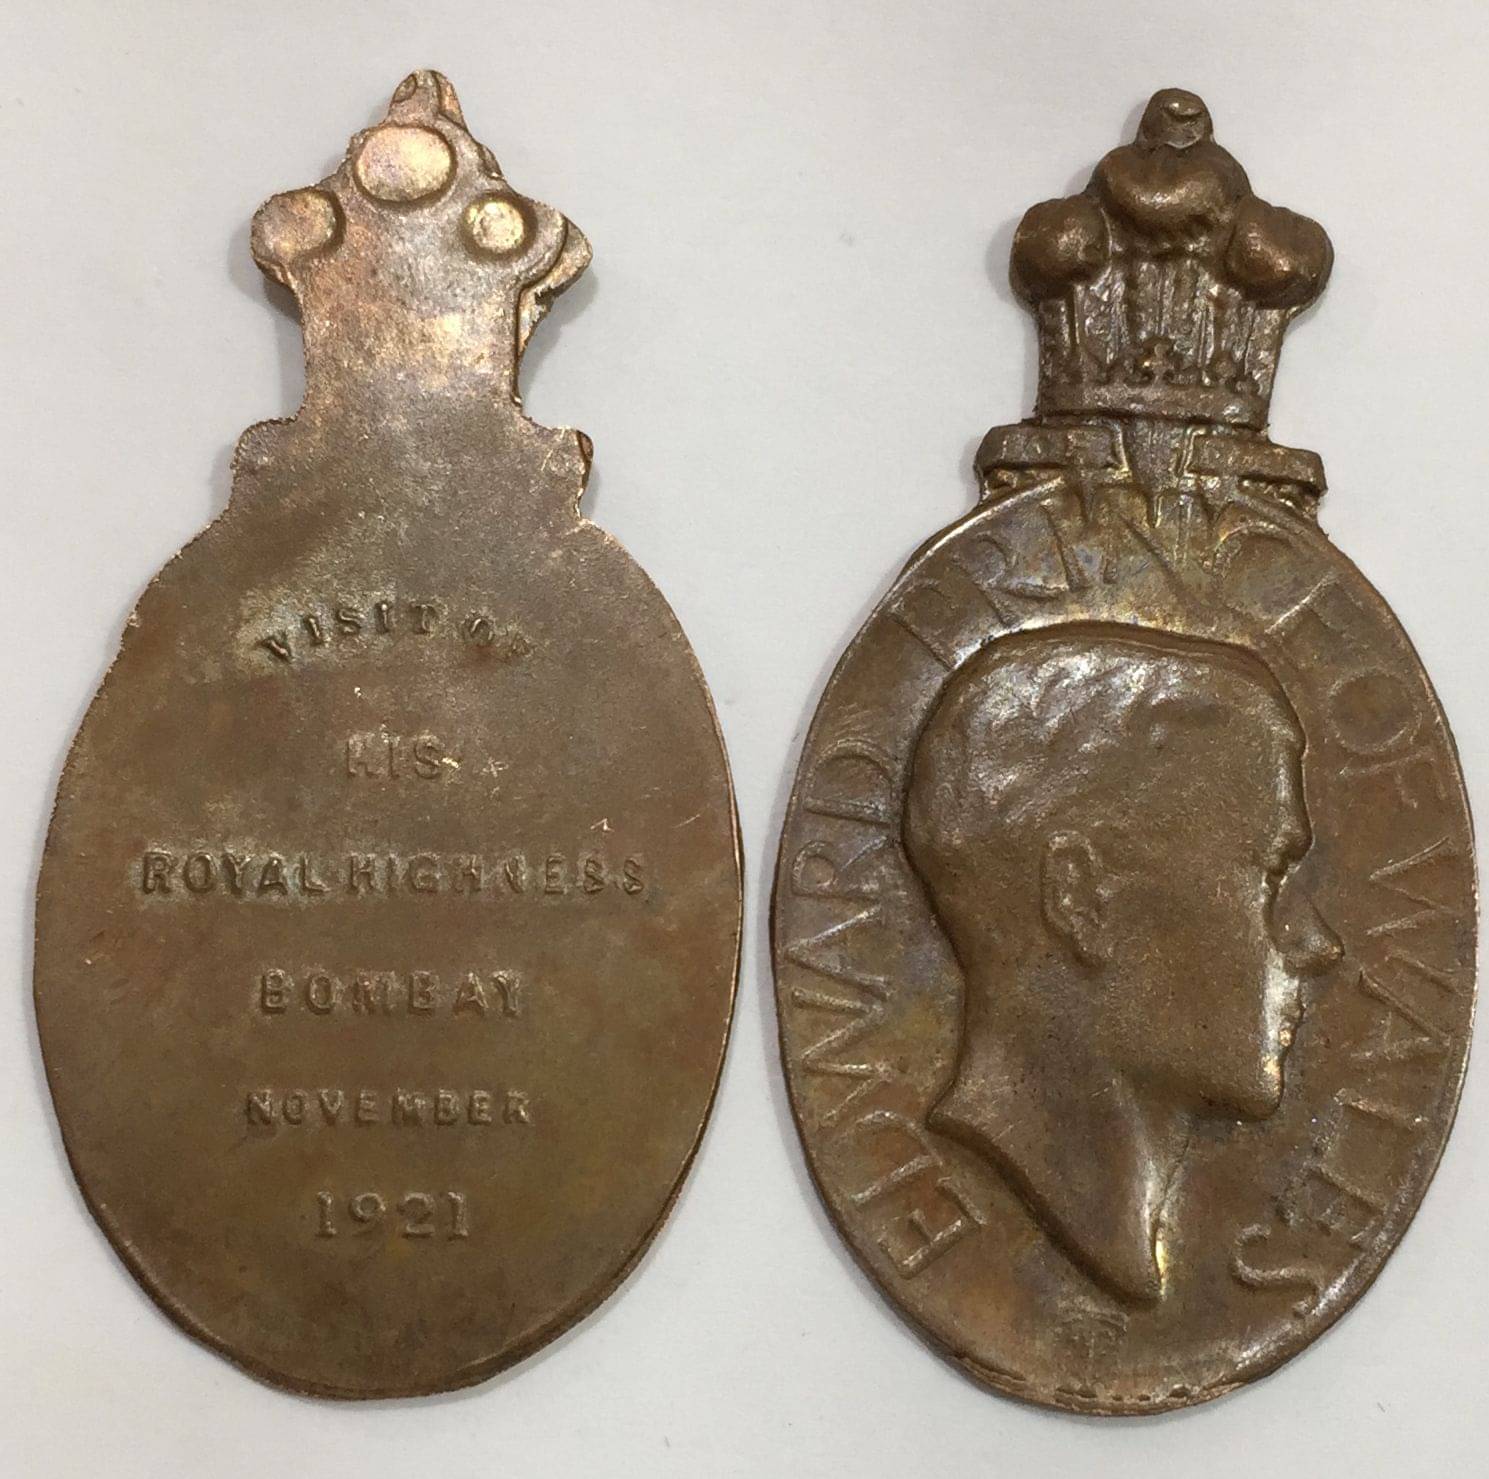 VISIT OF
HIS
ROYAL HIGHNESS
BOMBAY
NOVEMBER
1921
EDWARD PRINCE OF WALES